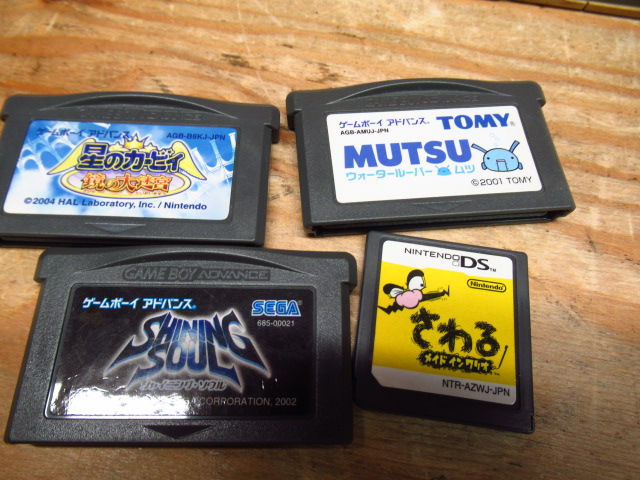 ゲームボーイ アドバンス
AGB-B8KJ-JPN
星のカービィ
鏡の大迷宮
©2004 HAL Laboratory, Inc. / Nintendo
ゲームボーイ アドバンス
AGB-AMUJ-JPN
TOMY®
MUTSU
ウォータールーパー ムツ
©2001 TOMY
GAME BOY ADVANCE
ゲームボーイ アドバンス
SEGA
685-00021
SHINING SOUL
シャイニング・ソウル
CORPORATION, 2002
NINTENDO DS™
Nintendo
さわる
メイド イン ワリオ
NTR-AZWJ-JPN